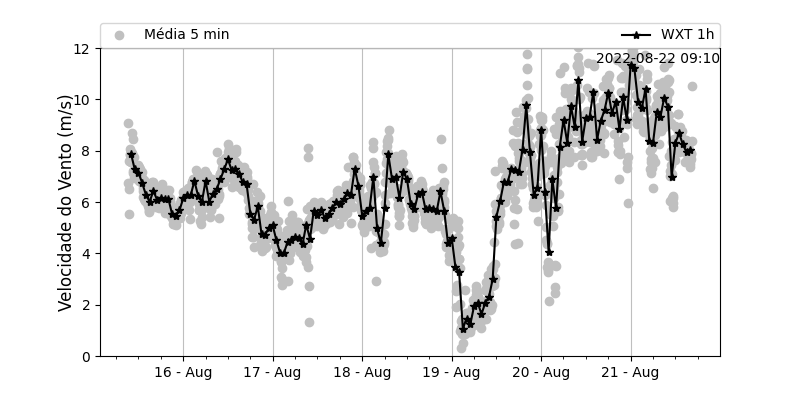 Média 5 min
WXT 1h
2022-08-22 09:10
Velocidade do Vento (m/s)
12
10
8
6
4
2
0
16 - Aug
17 - Aug
18 - Aug
19 - Aug
20 - Aug
21 - Aug